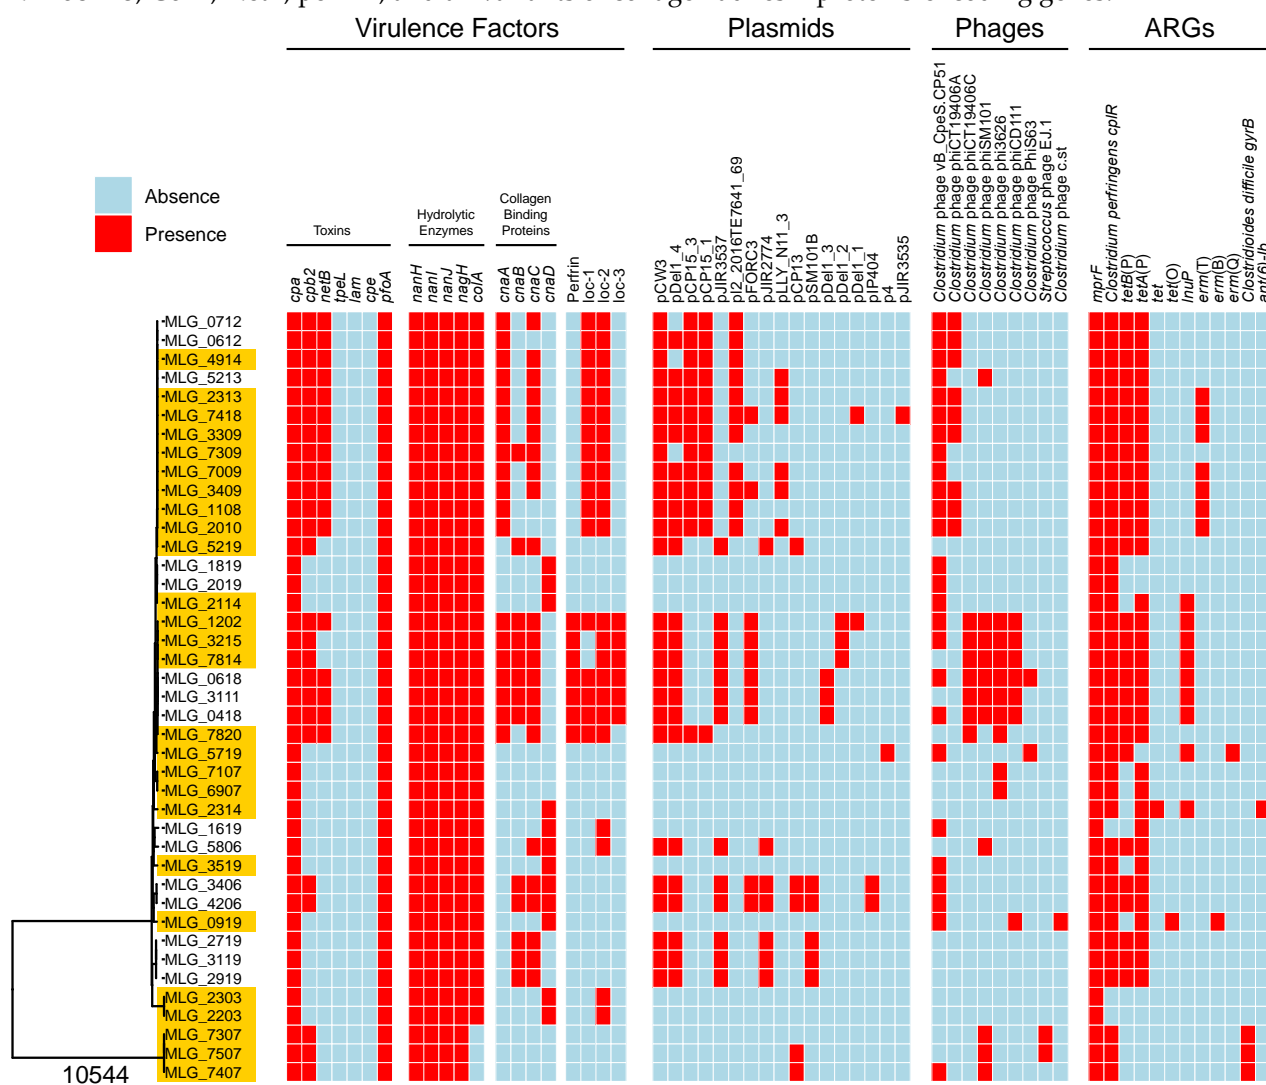 Virulence Factors
Plasmids
Phages
ARGs
Absence
Presence
Toxins
Hydrolytic
Enzymes
Collagen
Binding
Proteins
cpa
cpb2
netB
tpeL
lam
cpe
pfoA
nanH
nanI
nanJ
nagH
colA
cnaA
cnaB
cnaC
cnaD
Perfrin
loc-1
loc-2
loc-3
pCW3
pDel1_4
pCP15_3
pCP15_1
pJIR3537
pI2_2016TE7641_69
pFORC3
pJIR2774
pLLY_N11_3
pCP13
pSM101B
pDel1_3
pDel1_2
pDel1_1
pIP404
p4
pJIR3535
Clostridium phage vB_CpeS.CP51
Clostridium phage phiCT19406A
Clostridium phage phiCT19406C
Clostridium phage phiSM101
Clostridium phage phi3626
Clostridium phage phiCD111
Clostridium phage PhiS63
Streptococcus phage EJ.1
Clostridium phage c.st
mprF
Clostridium perfringens cplR
tetB(P)
tetA(P)
tet
tet(O)
lnuP
erm(T)
erm(B)
erm(Q)
Clostridioides difficile gyrB
ant(6)-Ib
MLG_0712
MLG_0612
MLG_4914
MLG_5213
MLG_2313
MLG_7418
MLG_3309
MLG_7309
MLG_7009
MLG_3409
MLG_1108
MLG_2010
MLG_5219
MLG_1819
MLG_2019
MLG_2114
MLG_1202
MLG_3215
MLG_7814
MLG_0618
MLG_3111
MLG_0418
MLG_7820
MLG_5719
MLG_7107
MLG_6907
MLG_2314
MLG_1619
MLG_5806
MLG_3519
MLG_3406
MLG_4206
MLG_0919
MLG_2719
MLG_3119
MLG_2919
MLG_2303
MLG_2203
MLG_7307
MLG_7507
MLG_7407
10544